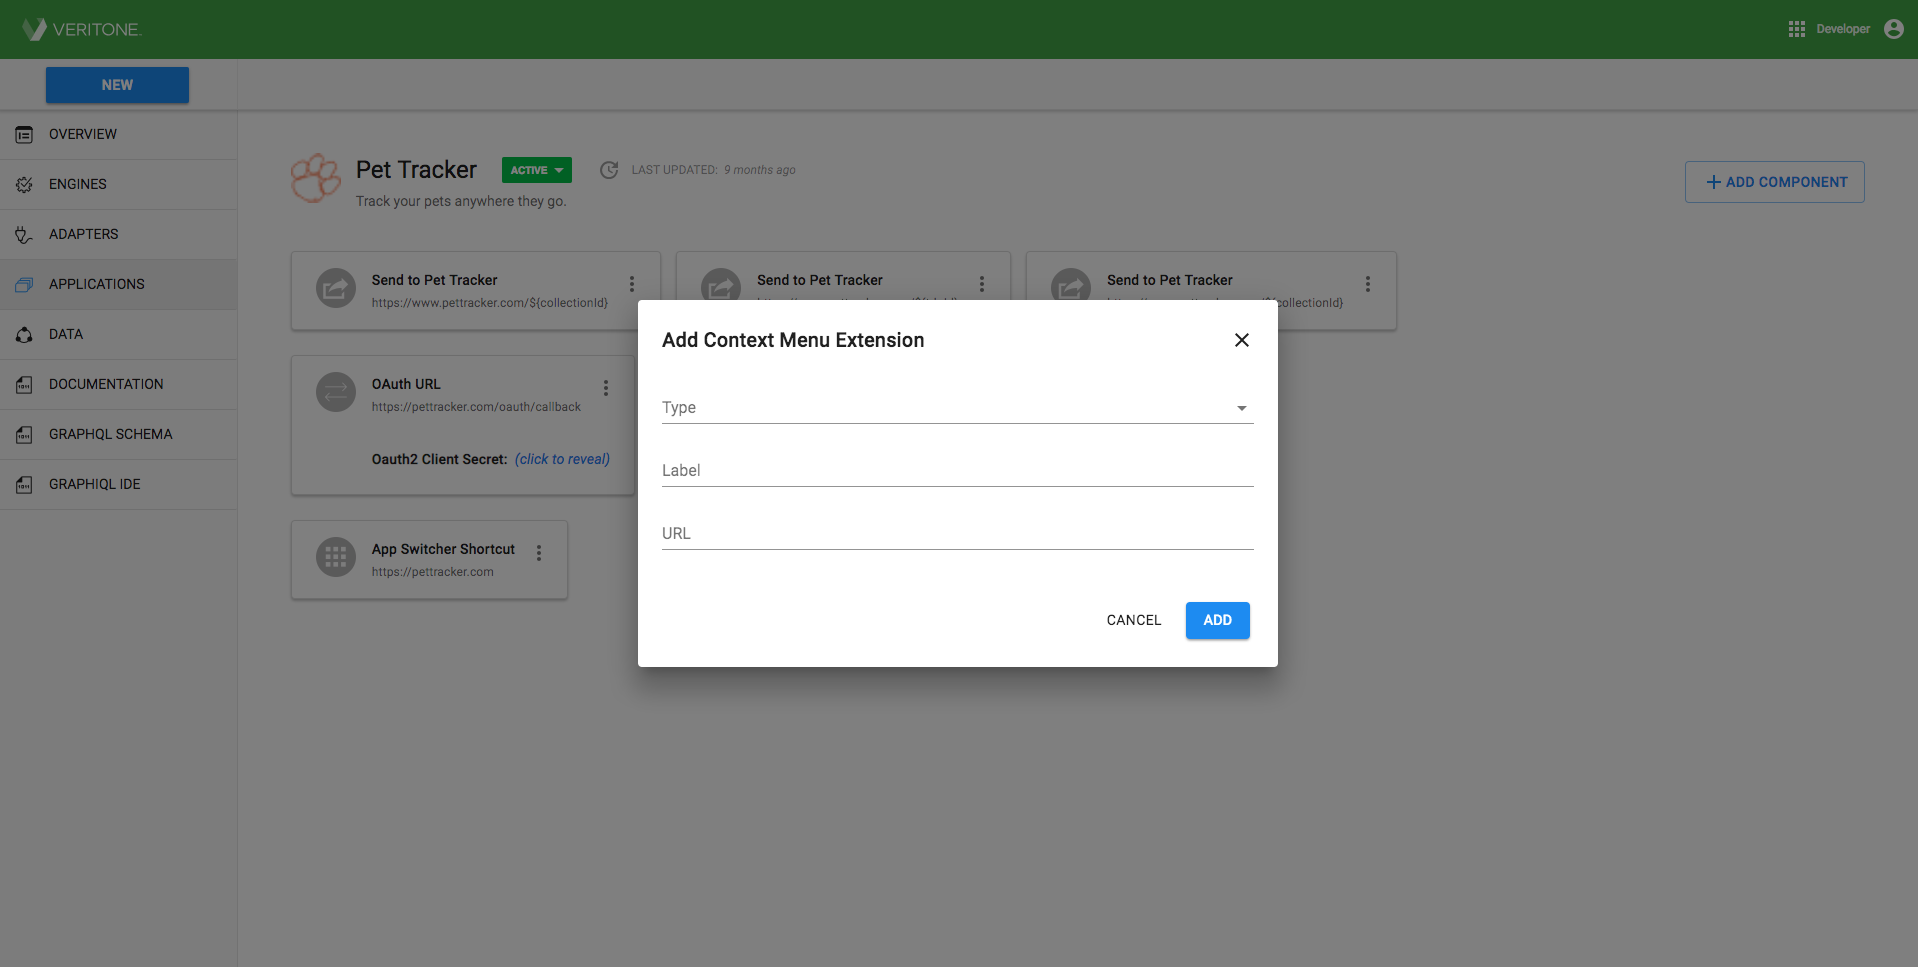 VERITONE
Developer
NEW
OVERVIEW
ENGINES
ADAPTERS
APPLICATIONS
DATA
DOCUMENTATION
GRAPHQL SCHEMA
GRAPHIQL IDE
Pet Tracker
ACTIVE
LAST UPDATED: 9 months ago
Track your pets anywhere they go.
ADD COMPONENT
Send to Pet Tracker
https://www.pettracker.com/${collectionId}
Send to Pet Tracker
Send to Pet Tracker
OAuth URL
https://pettracker.com/oauth/callback
Oauth2 Client Secret: (click to reveal)
App Switcher Shortcut
https://pettracker.com
Add Context Menu Extension
Type
Label
URL
CANCEL
ADD